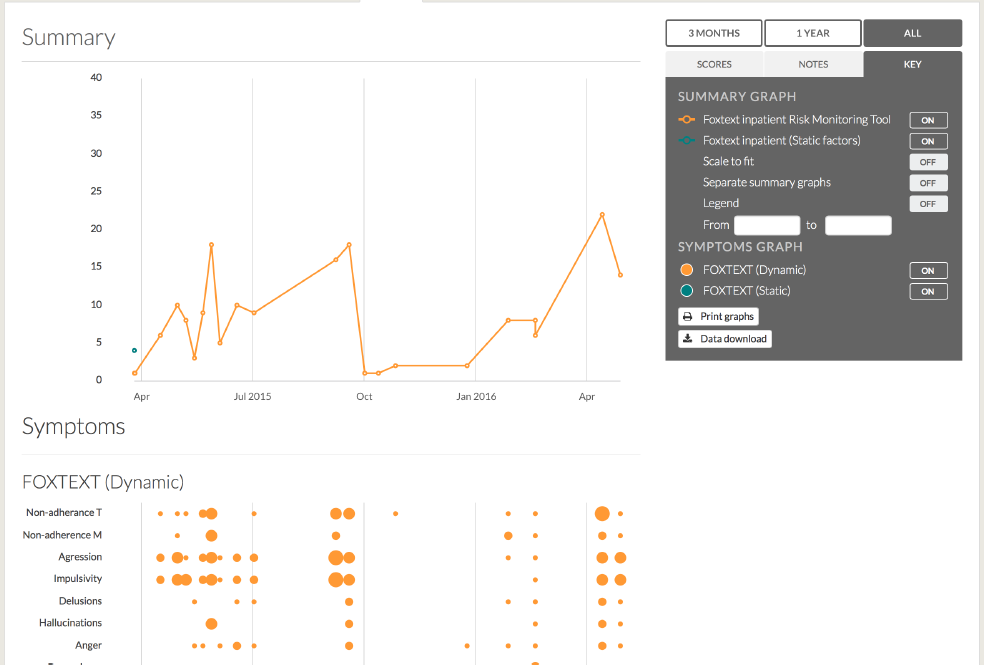 Summary
40
35
30
25
20
15
10
5
0
Apr Jul 2015 Oct Jan 2016 Apr
3 MONTHS 1 YEAR ALL
SCORES NOTES KEY
SUMMARY GRAPH
Foxtext inpatient Risk Monitoring Tool ON
Foxtext inpatient (Static factors) ON
Scale to fit OFF
Separate summary graphs OFF
Legend OFF
From to
SYMPTOMS GRAPH
FOXTEXT (Dynamic) ON
FOXTEXT (Static) ON
Print graphs
Data download
Symptoms
FOXTEXT (Dynamic)
Non-adherance T
Non-adherence M
Agression
Impulsivity
Delusions
Hallucinations
Anger